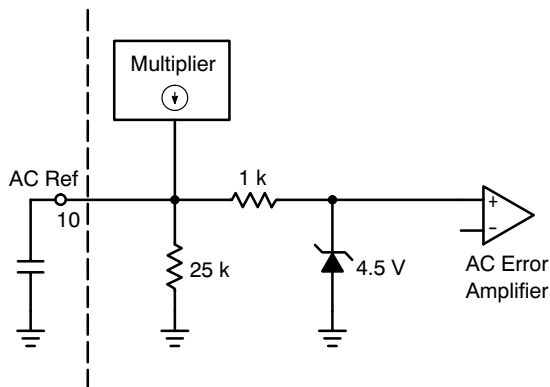 Multiplier
AC Ref
10
1 k
25 k
4.5 V
+
-
AC Error
Amplifier